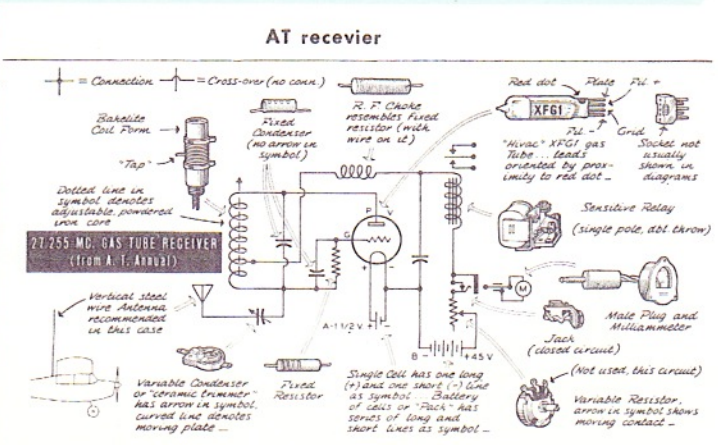 AT recevier
= Connection
= Cross-over (no conn.)
Bakelite
Coil Form
"Tap"
Dotted line in
symbol denotes
adjustable, powdered
iron core
27.255 MC. GAS TUBE RECEIVER
(from A. T. Annual)
Vertical steel
wire Antenna
recommended
in this case
Fixed
Condenser
(no arrow in
symbol)
R. F. Choke
resembles fixed
resistor (with
wire on it)
Red dot
Plate
Fil +
XFG1
Fil -
Grid
"Hivac" XFG1 gas
Tube... leads
oriented by prox-
imity to red dot -
Socket not
usually
shown in
diagrams
Sensitive Relay
(single pole, dbl. throw)
P
G
+
-
A-1 1/2 V
+
-
B -
+45V
M
Male Plug and
Milliammeter
Jack
(closed circuit)
(Not used, this circuit)
Variable Condenser
or "ceramic trimmer"
has arrow in symbol.
curved line denotes
moving plate -
Fixed
Resistor
Single Cell has one long
(+) and one short (-) line
as symbol... Battery
of cells or "Pack" has
series of long and
short lines as symbol -
Variable Resistor,
arrow in symbol shows
moving contact -